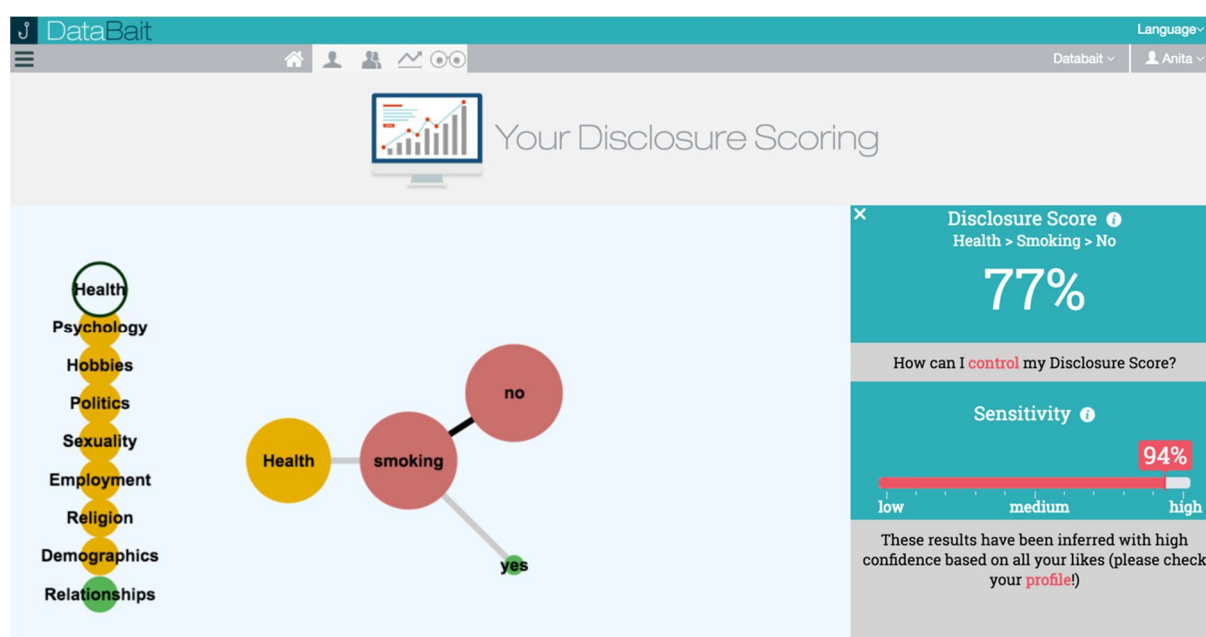 DataBait
Language
Databait
Anita
Your Disclosure Scoring
Health
Psychology
Hobbies
Politics
Sexuality
Employment
Religion
Demographics
Relationships
Health
smoking
no
yes
Disclosure Score i
Health > Smoking > No
77%
How can I control my Disclosure Score?
Sensitivity i
94%
low medium high
These results have been inferred with high
confidence based on all your likes (please check
your profile!)